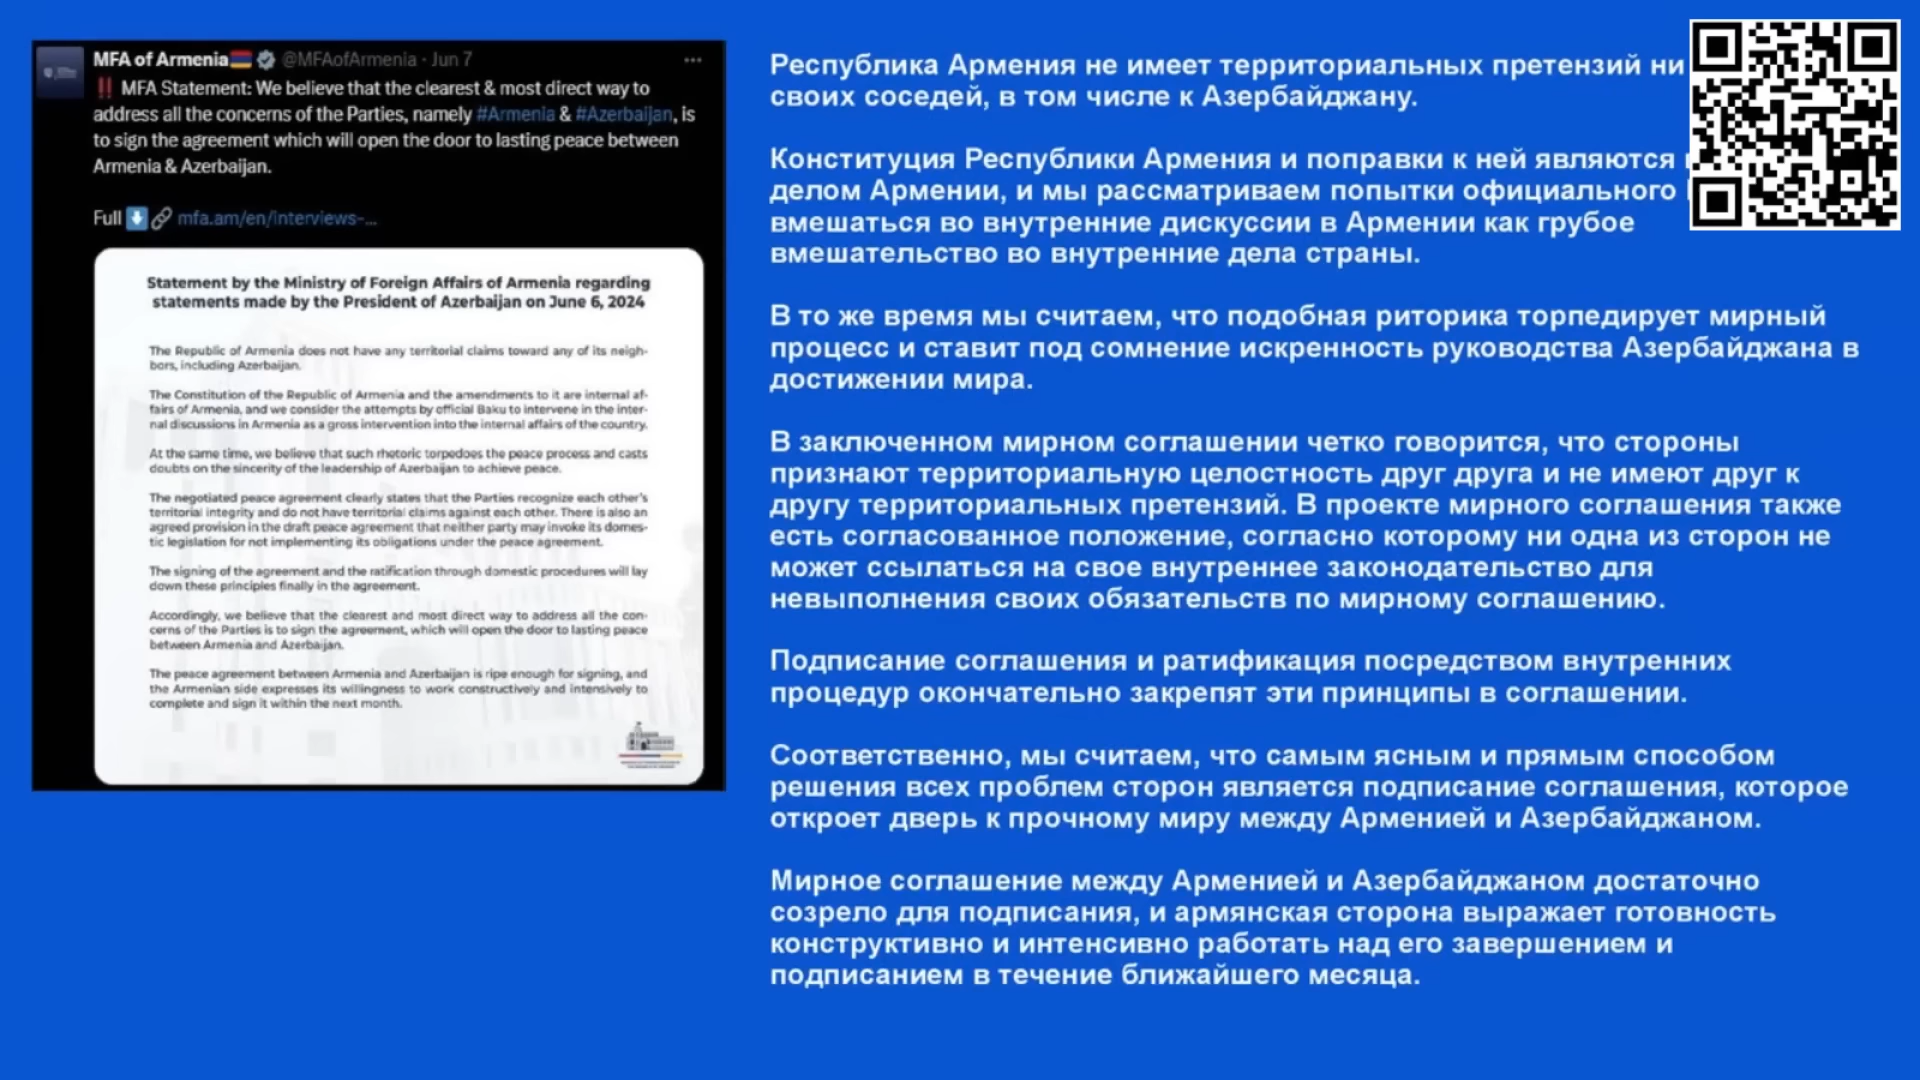 MFA of Armenia @MFAofArmenia · Jun 7
MFA Statement: We believe that the clearest & most direct way to
address all the concerns of the Parties, namely #Armenia & #Azerbaijan, is
to sign the agreement which will open the door to lasting peace between
Armenia & Azerbaijan.
Full mfa.am/en/interviews-...
Statement by the Ministry of Foreign Affairs of Armenia regarding
statements made by the President of Azerbaijan on June 6, 2024
The Republic of Armenia does not have any territorial claims toward any of its neigh-
bors, including Azerbaijan.
The Constitution of the Republic of Armenia and the amendments to it are internal af-
fairs of Armenia, and we consider the attempts by official Baku to intervene in the inter-
nal discussions in Armenia as a gross intervention into the internal affairs of the country.
At the same time, we believe that such rhetoric torpedoes the peace process and casts
doubts on the sincerity of the leadership of Azerbaijan to achieve peace.
The negotiated peace agreement clearly states that the Parties recognize each other's
territorial integrity and do not have territorial claims against each other. There is also an
agreed provision in the draft peace agreement that neither party may invoke its domes-
tic legislation for not implementing its obligations under the peace agreement.
The signing of the agreement and the ratification through domestic procedures will lay
down these principles finally in the agreement.
Accordingly, we believe that the clearest and most direct way to address all the con-
cerns of the Parties is to sign the agreement, which will open the door to lasting peace
between Armenia and Azerbaijan.
The peace agreement between Armenia and Azerbaijan is ripe enough for signing, and
the Armenian side expresses its willingness to work constructively and intensively to
complete and sign it within the next month.
Республика Армения не имеет территориальных претензий ни
своих соседей, в том числе к Азербайджану.
Конституция Республики Армения и поправки к ней являются
делом Армении, и мы рассматриваем попытки официального
вмешаться во внутренние дискуссии в Армении как грубое
вмешательство во внутренние дела страны.
В то же время мы считаем, что подобная риторика торпедирует мирный
процесс и ставит под сомнение искренность руководства Азербайджана в
достижении мира.
В заключенном мирном соглашении четко говорится, что стороны
признают территориальную целостность друг друга и не имеют друг к
другу территориальных претензий. В проекте мирного соглашения также
есть согласованное положение, согласно которому ни одна из сторон не
может ссылаться на свое внутреннее законодательство для
невыполнения своих обязательств по мирному соглашению.
Подписание соглашения и ратификация посредством внутренних
процедур окончательно закрепят эти принципы в соглашении.
Соответственно, мы считаем, что самым ясным и прямым способом
решения всех проблем сторон является подписание соглашения, которое
откроет дверь к прочному миру между Арменией и Азербайджаном.
Мирное соглашение между Арменией и Азербайджаном достаточно
созрело для подписания, и армянская сторона выражает готовность
конструктивно и интенсивно работать над его завершением и
подписанием в течение ближайшего месяца.